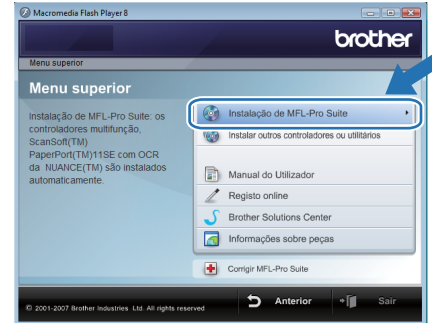 Macromedia Flash Player 8
brother
Menu superior
Menu superior
Instalação de MFL-Pro Suite: os
controladores multifunção,
ScanSoft(TM)
PaperPort(TM)11SE com OCR
da NUANCE(TM) são instalados
automaticamente.
Instalação de MFL-Pro Suite
Instalar outros controladores ou utilitários
Manual do Utilizador
Registo online
Brother Solutions Center
Informações sobre peças
Corrigir MFL-Pro Suite
© 2001-2007 Brother Industries Ltd. All rights reserved
Anterior
Sair